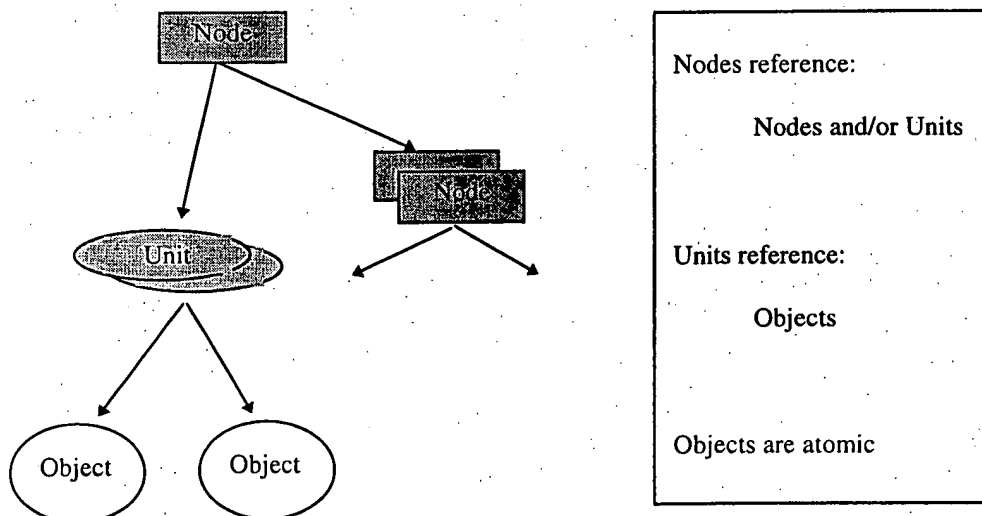 Node
Node
Unit
Object
Object
Nodes reference:
Nodes and/or Units
Units reference:
Objects
Objects are atomic